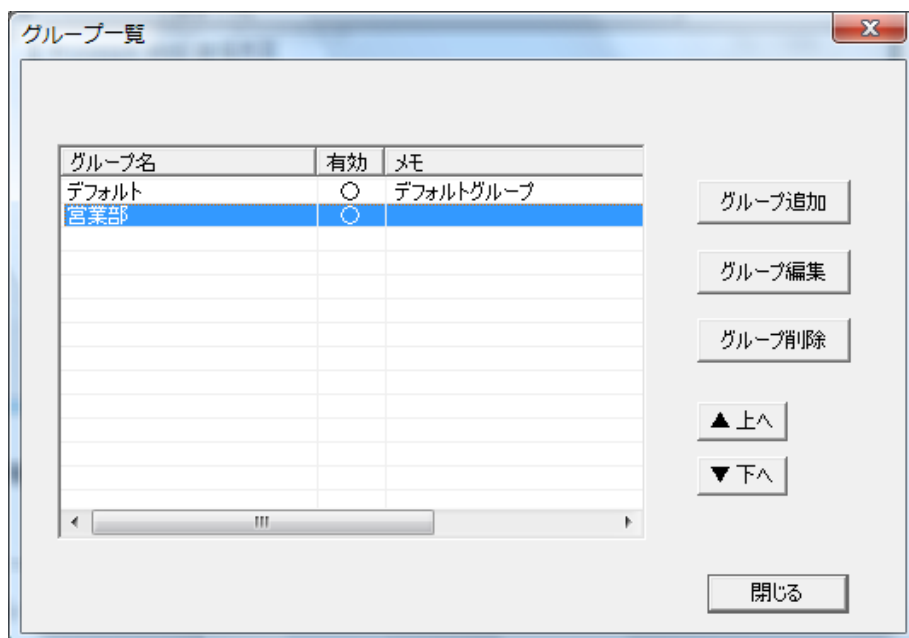 グループ一覧
グループ名 有効 メモ
デフォルト ○ デフォルトグループ
営業部 ○
グループ追加
グループ編集
グループ削除
▲ 上へ
▼ 下へ
閉じる